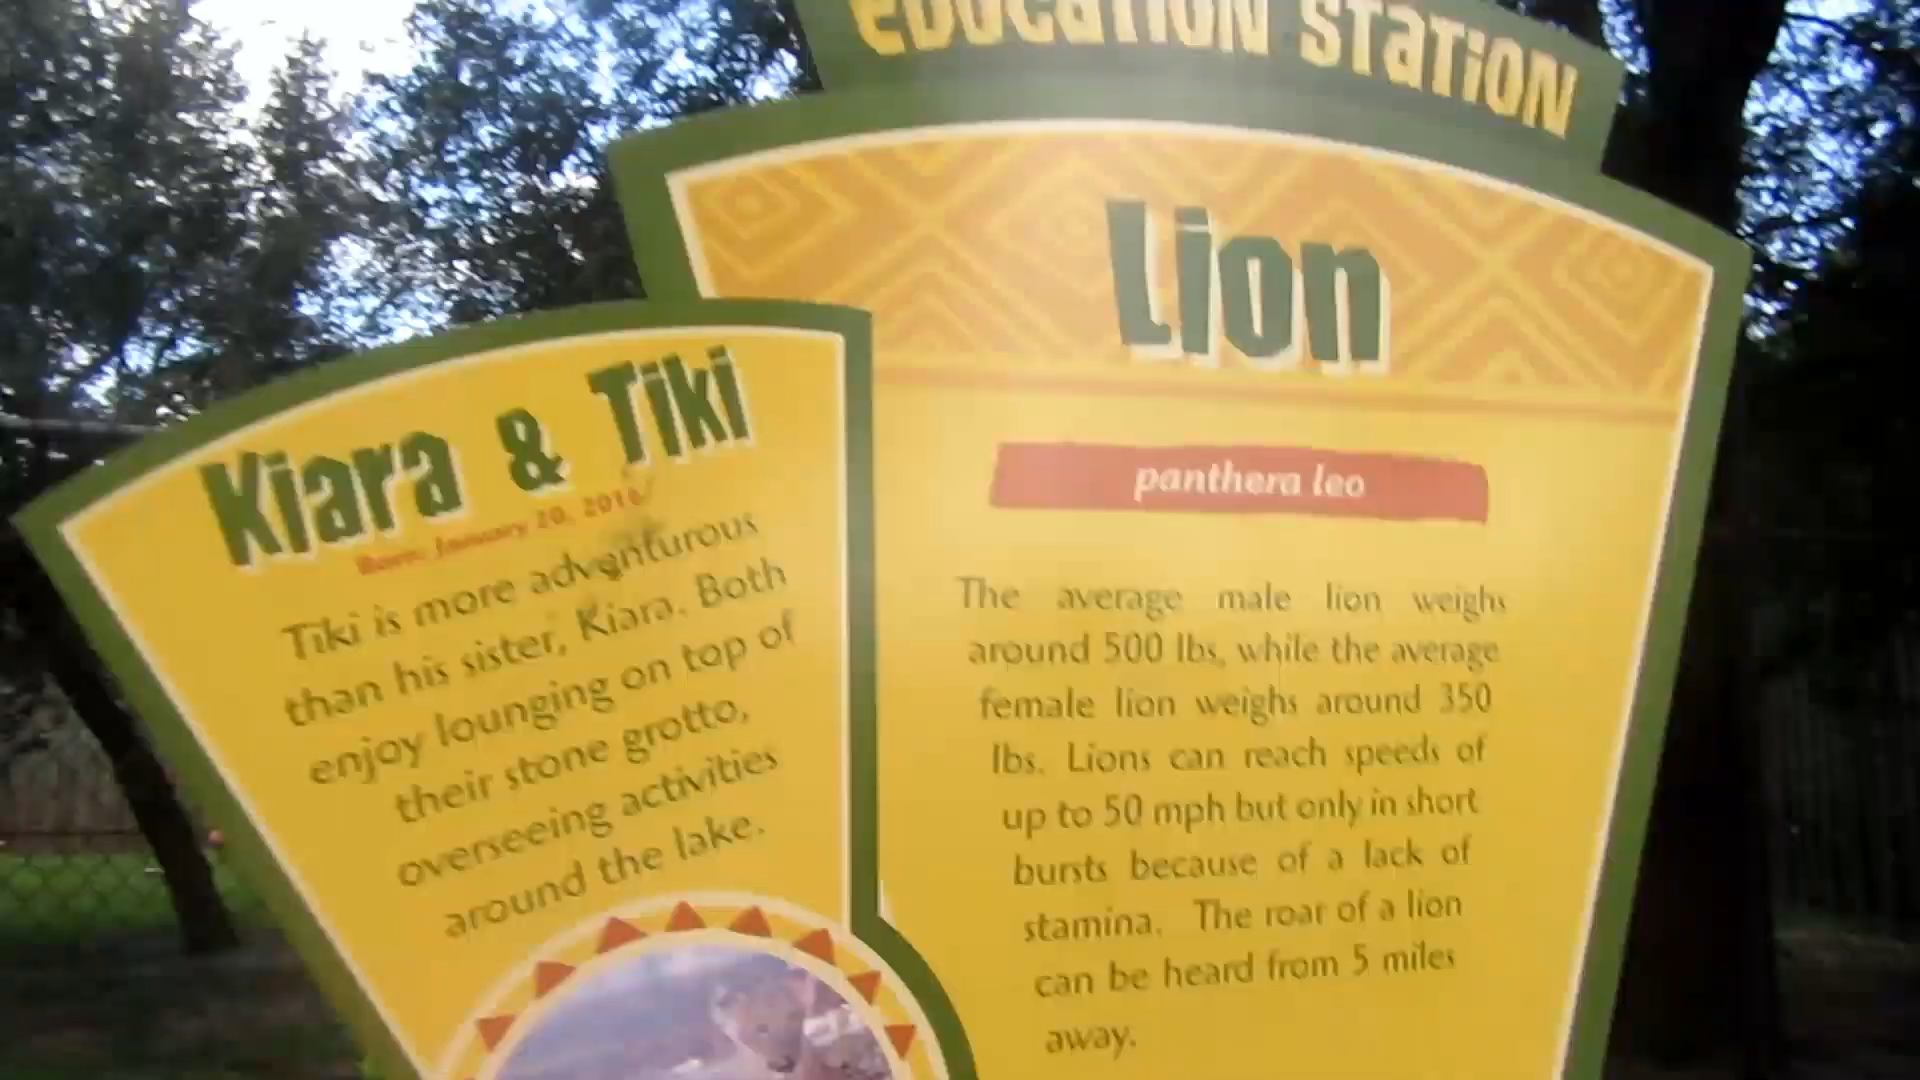 EDUCATION STATION
Lion
panthera leo
The average male lion weighs
around 500 lbs, while the average
female lion weighs around 350
lbs. Lions can reach speeds of
up to 50 mph but only in short
bursts because of a lack of
stamina. The roar of a lion
can be heard from 5 miles
away.
Kiara & Tiki
Born: January 20,
Tiki is more adventurous
than his sister, Kiara. Both
enjoy lounging on top of
their stone grotto,
overseeing activities
around the lake.